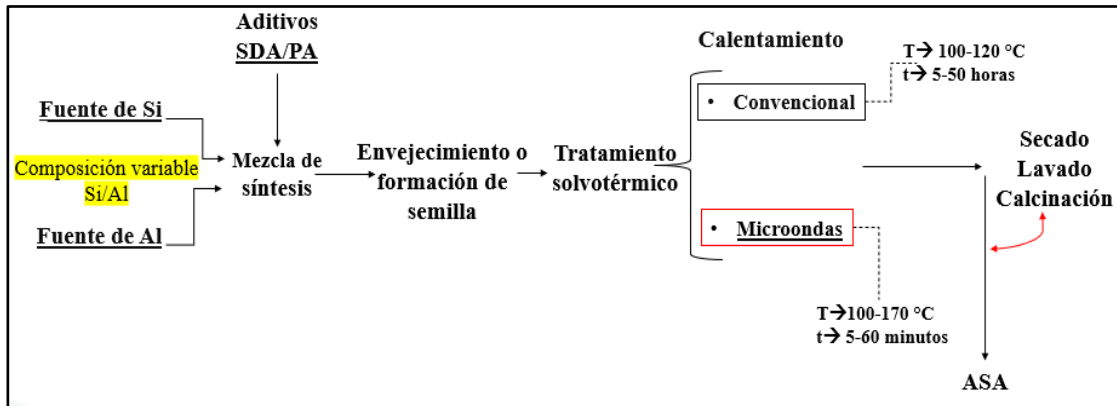 Aditivos
SDA/PA
Fuente de Si
Composición variable
Si/Al
Fuente de Al
Mezcla de
síntesis
Envejecimiento o
formación de
semilla
Tratamiento
solvotérmico
Calentamiento
• Convencional
T→ 100-120 °C
t→ 5-50 horas
• Microondas
T→100-170 °C
t→ 5-60 minutos
Secado
Lavado
Calcinación
ASA